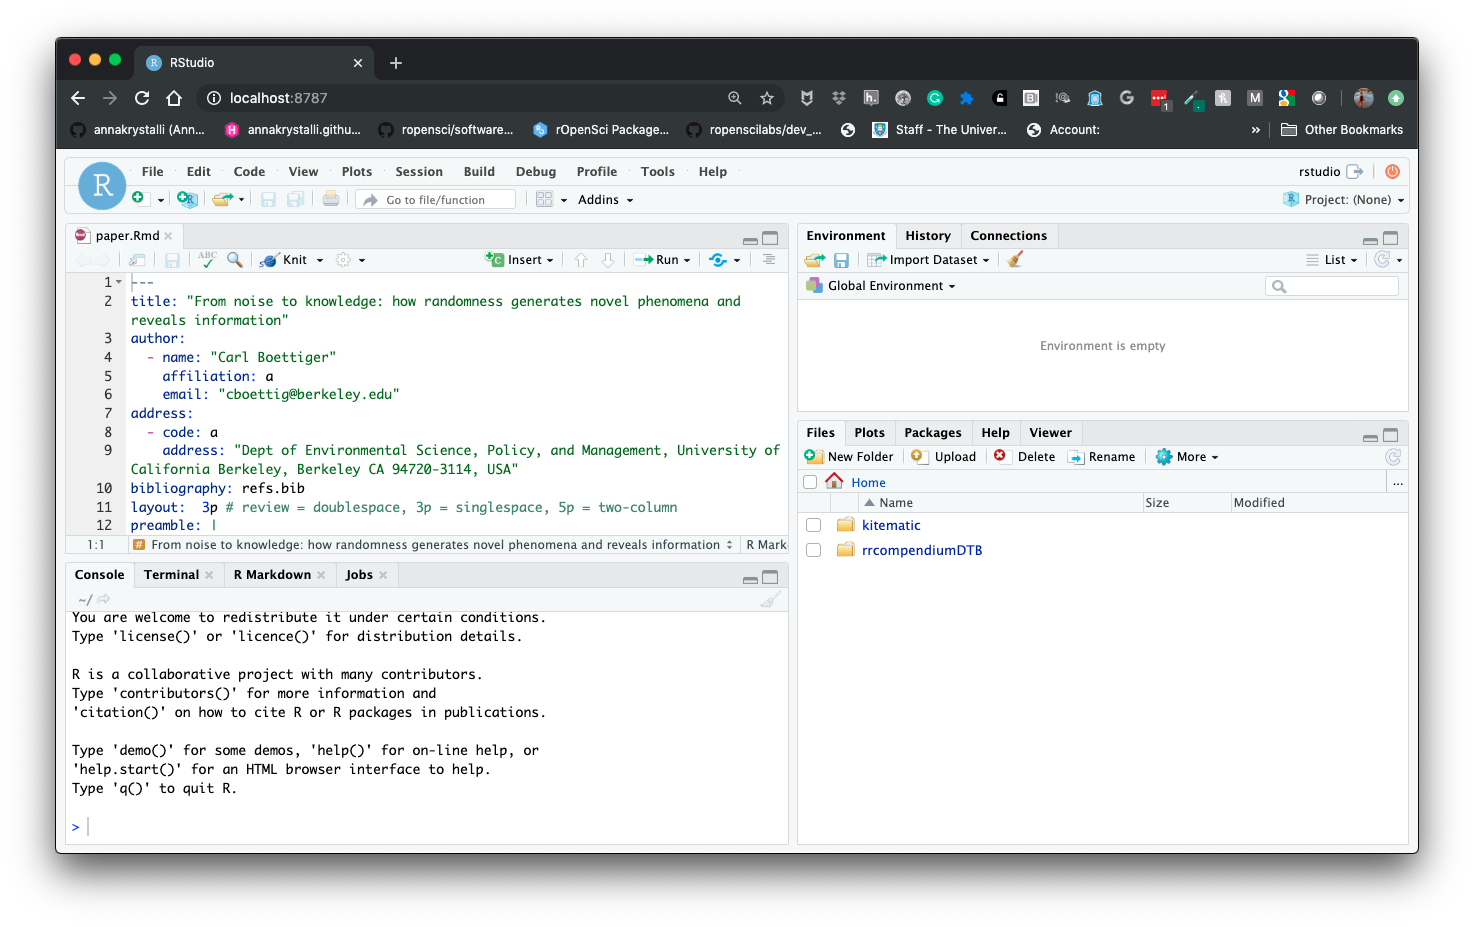 RStudio
localhost:8787
annakrystalli (Ann...
annakrystalli.githu...
ropensci/software...
rOpenSci Package...
ropenscilabs/dev_...
Staff - The Univer...
Account:
»
Other Bookmarks
R
File Edit Code View Plots Session Build Debug Profile Tools Help
rstudio
Go to file/function
Addins
Project: (None)
paper.Rmd
ABC
Knit
Insert
Run
1 ---
2 title: "From noise to knowledge: how randomness generates novel phenomena and
reveals information"
3 author:
4 - name: "Carl Boettiger"
5 affiliation: a
6 email: "cboettig@berkeley.edu"
7 address:
8 - code: a
9 address: "Dept of Environmental Science, Policy, and Management, University of
California Berkeley, Berkeley CA 94720-3114, USA"
10 bibliography: refs.bib
11 layout:  3p # review = doublespace, 3p = singlespace, 5p = two-column
12 preamble: |
1:1 # From noise to knowledge: how randomness generates novel phenomena and reveals information R Mark
Console Terminal R Markdown Jobs
~/
You are welcome to redistribute it under certain conditions.
Type 'license()' or 'licence()' for distribution details.
R is a collaborative project with many contributors.
Type 'contributors()' for more information and
'citation()' on how to cite R or R packages in publications.
Type 'demo()' for some demos, 'help()' for on-line help, or
'help.start()' for an HTML browser interface to help.
Type 'q()' to quit R.
>
Environment History Connections
Import Dataset
List
Global Environment
Environment is empty
Files Plots Packages Help Viewer
New Folder Upload Delete Rename More
Home
...
Name Size Modified
kitematic
rrcompendiumDTB